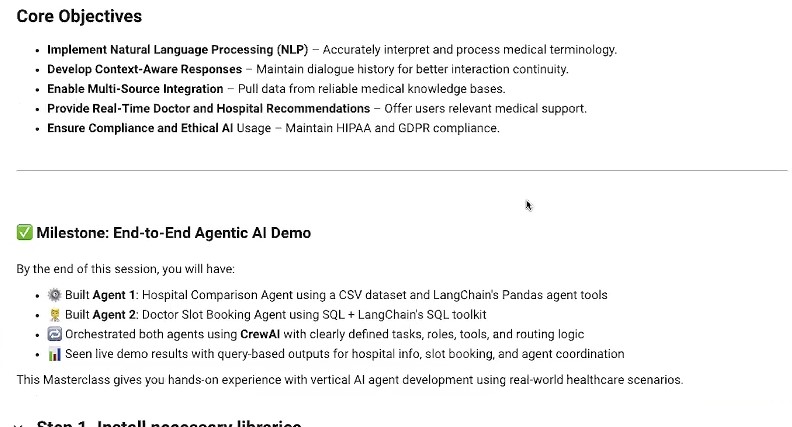 Core Objectives
• Implement Natural Language Processing (NLP) – Accurately interpret and process medical terminology.
• Develop Context-Aware Responses – Maintain dialogue history for better interaction continuity.
• Enable Multi-Source Integration – Pull data from reliable medical knowledge bases.
• Provide Real-Time Doctor and Hospital Recommendations – Offer users relevant medical support.
• Ensure Compliance and Ethical AI Usage – Maintain HIPAA and GDPR compliance.
✅ Milestone: End-to-End Agentic AI Demo
By the end of this session, you will have:
• Built Agent 1: Hospital Comparison Agent using a CSV dataset and LangChain's Pandas agent tools
• Built Agent 2: Doctor Slot Booking Agent using SQL + LangChain's SQL toolkit
• Orchestrated both agents using CrewAI with clearly defined tasks, roles, tools, and routing logic
• Seen live demo results with query-based outputs for hospital info, slot booking, and agent coordination
This Masterclass gives you hands-on experience with vertical AI agent development using real-world healthcare scenarios.
Step 1. Install necessary libraries